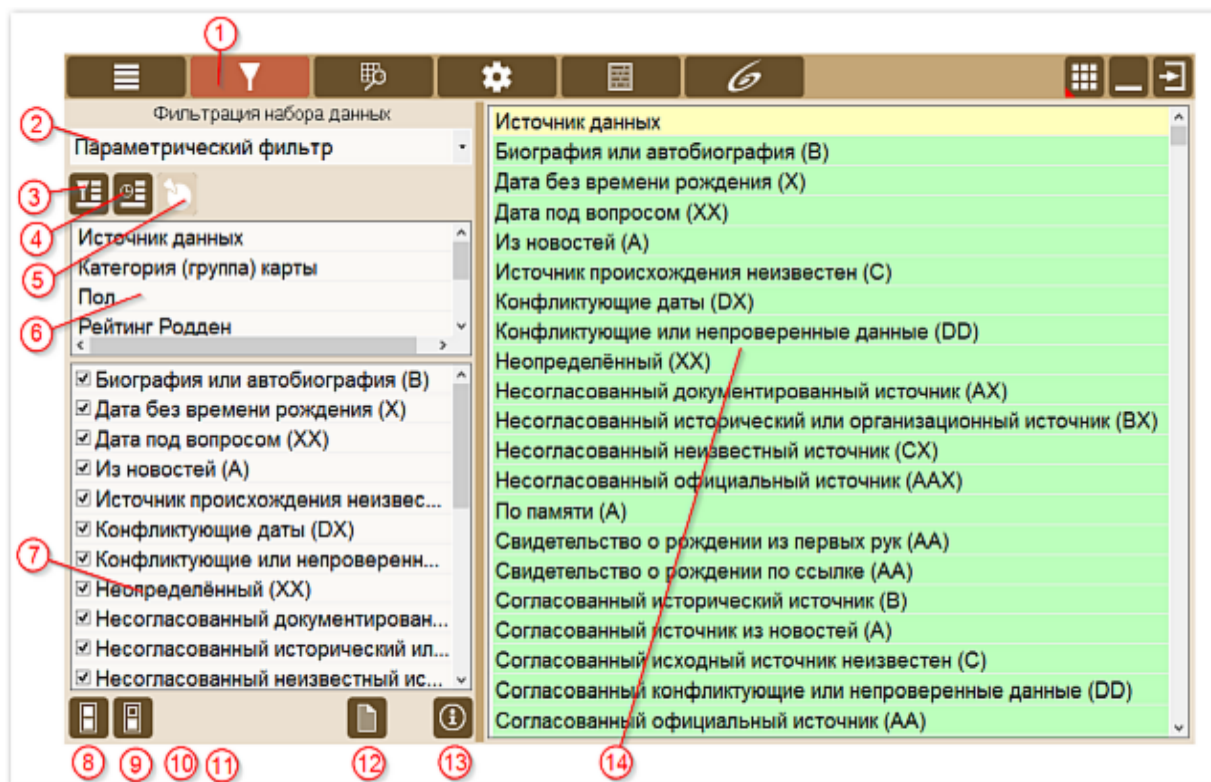 1
Фильтрация набора данных
2
Параметрический фильтр
3
4
5
6
Источник данных
Категория (группа) карты
Пол
Рейтинг Родден
7
Биография или автобиография (B)
Дата без времени рождения (X)
Дата под вопросом (XX)
Из новостей (A)
Источник происхождения неизвес...
Конфликтующие даты (DX)
Конфликтующие или непроверенн...
Неопределённый (XX)
Несогласованный документирован...
Несогласованный исторический ил...
Несогласованный неизвестный ис...
8
9
10
11
12
13
Источник данных
Биография или автобиография (B)
Дата без времени рождения (X)
Дата под вопросом (XX)
Из новостей (A)
Источник происхождения неизвестен (C)
Конфликтующие даты (DX)
Конфликтующие или непроверенные данные (DD)
Неопределённый (XX)
Несогласованный документированный источник (AX)
Несогласованный исторический или организационный источник (BX)
Несогласованный неизвестный источник (CX)
Несогласованный официальный источник (AAX)
По памяти (A)
Свидетельство о рождении из первых рук (AA)
Свидетельство о рождении по ссылке (AA)
Согласованный исторический источник (B)
Согласованный источник из новостей (A)
Согласованный исходный источник неизвестен (C)
Согласованный конфликтующие или непроверенные данные (DD)
Согласованный официальный источник (AA)
14